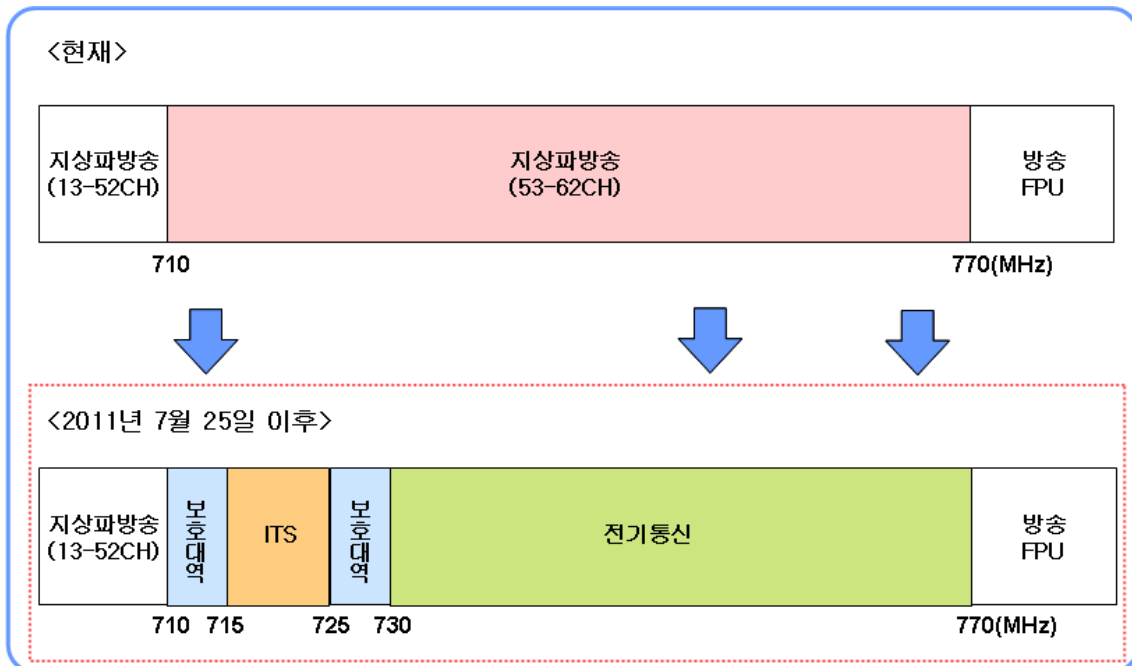 <현재>
지상파방송
(13-52CH)
지상파방송
(53-62CH)
방송
FPU
710
770(MHz)
<2011년 7월 25일 이후>
지상파방송
(13-52CH)
보호대역
ITS
보호대역
전기통신
방송
FPU
710
715
725
730
770(MHz)